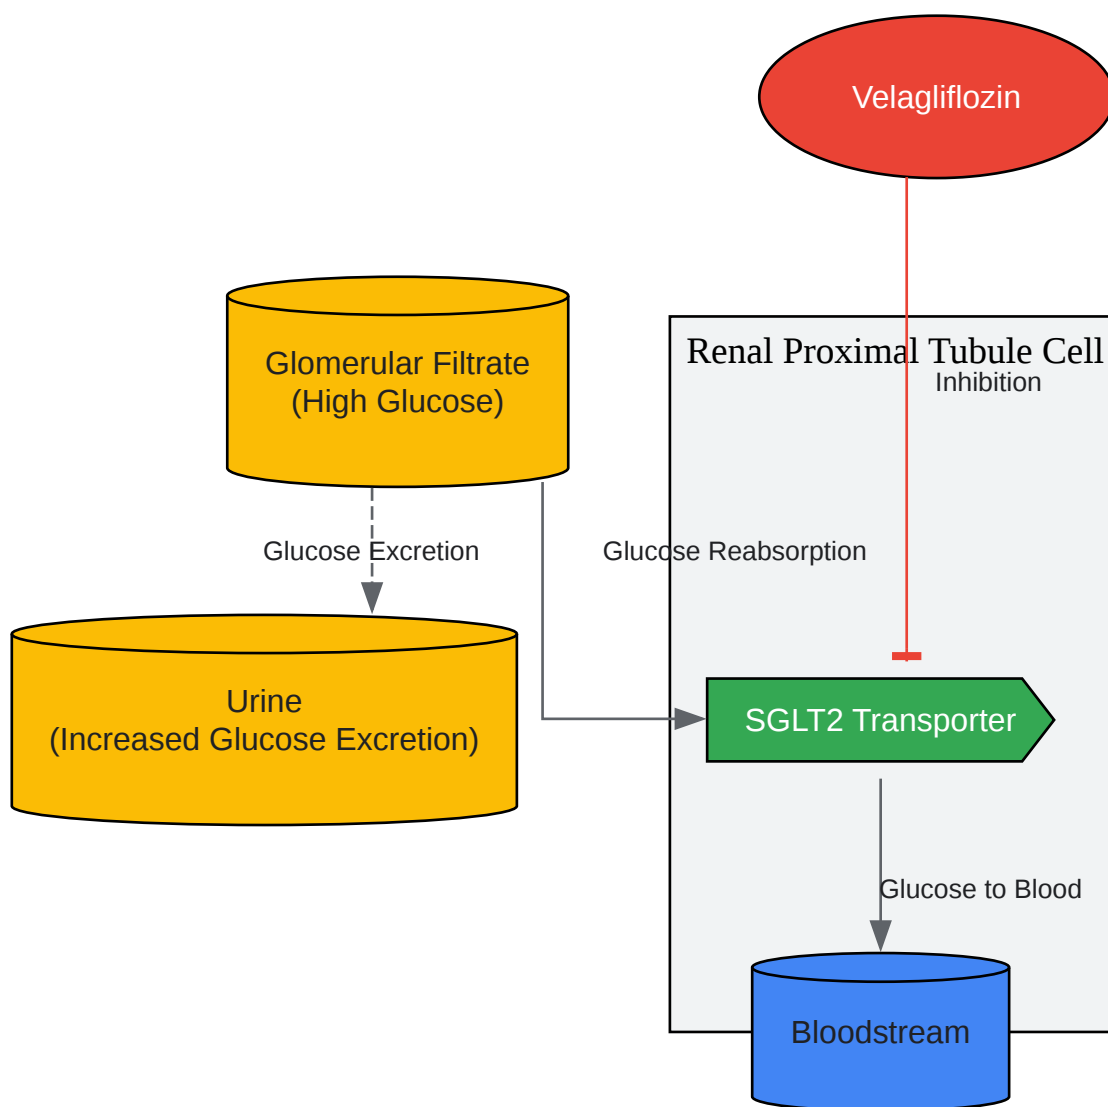 Velagliflozin
Renal Proximal Tubule Cell
Inhibition
Glomerular Filtrate
(High Glucose)
Glucose Excretion
Glucose Reabsorption
Urine
(Increased Glucose Excretion)
SGLT2 Transporter
Glucose to Blood
Bloodstream